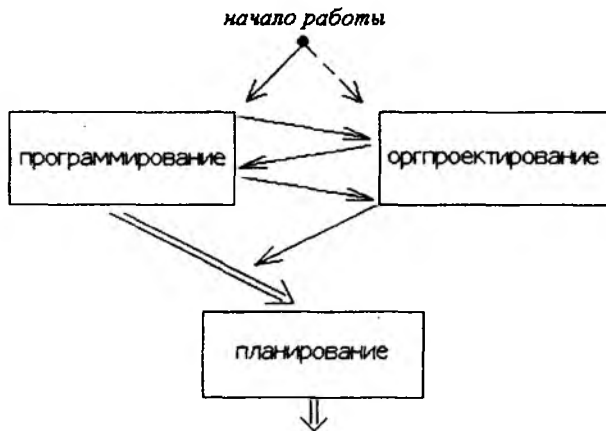 начало работы
программирование
оргпроектирование
планирование